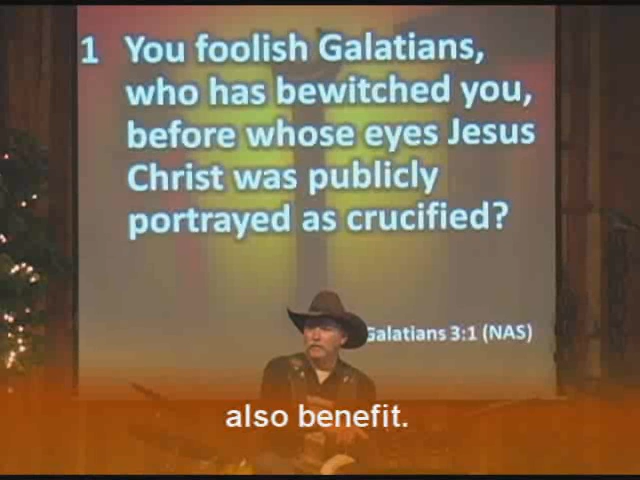 1 You foolish Galatians,
who has bewitched you,
before whose eyes Jesus
Christ was publicly
portrayed as crucified?
Galatians 3:1 (NAS)
also benefit.